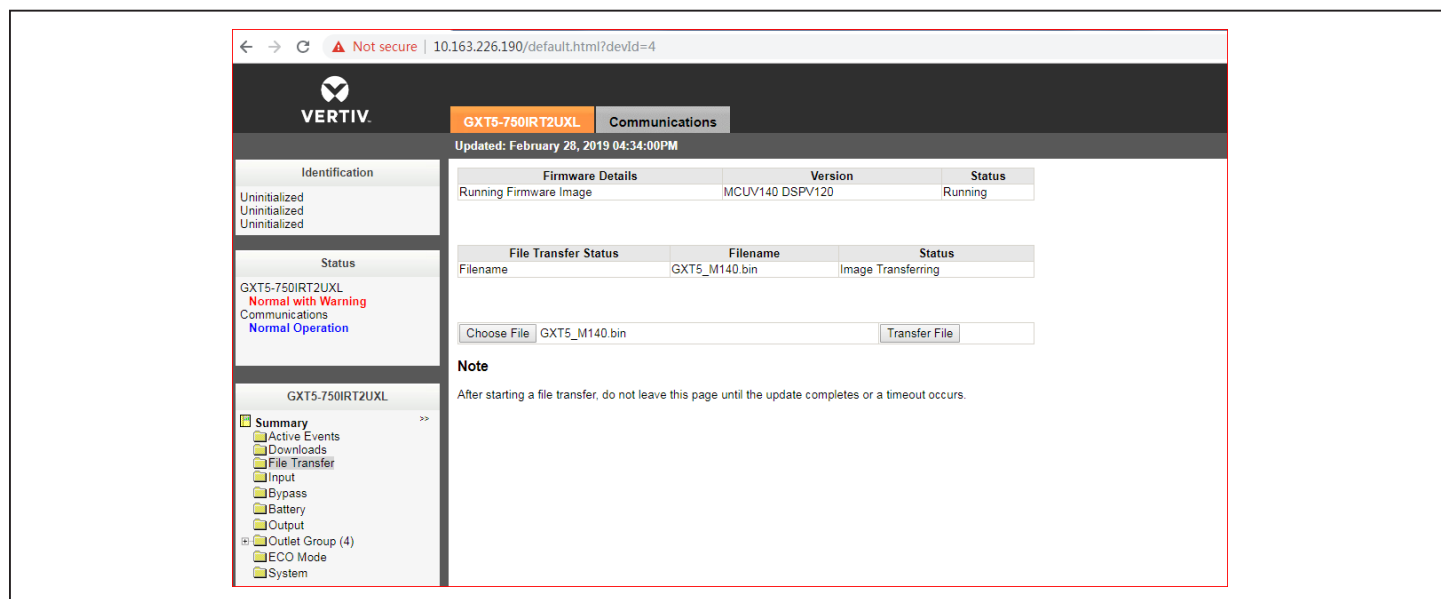 Not secure | 10.163.226.190/default.html?devId=4
VERTIV.
GXT5-750IRT2UXL Communications
Updated: February 28, 2019 04:34:00PM
Identification
Uninitialized
Uninitialized
Uninitialized
Status
GXT5-750IRT2UXL
Normal with Warning
Communications
Normal Operation
GXT5-750IRT2UXL
Summary >>
Active Events
Downloads
File Transfer
Input
Bypass
Battery
Output
Outlet Group (4)
ECO Mode
System
Firmware Details Version Status
Running Firmware Image MCUV140 DSPV120 Running
File Transfer Status Filename Status
Filename GXT5_M140.bin Image Transferring
Choose File GXT5_M140.bin Transfer File
Note
After starting a file transfer, do not leave this page until the update completes or a timeout occurs.